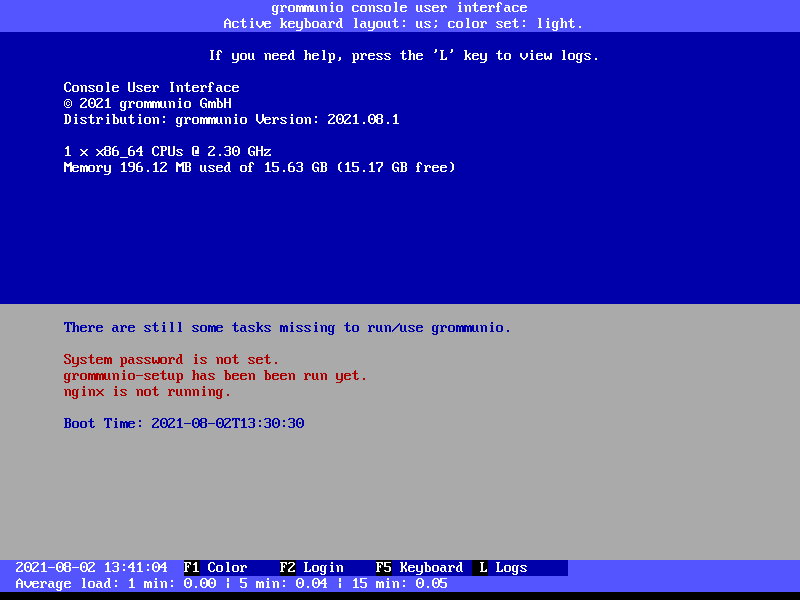 grommunio console user interface
Active keyboard layout: us; color set: light.
If you need help, press the 'L' key to view logs.
Console User Interface
© 2021 grommunio GmbH
Distribution: grommunio Version: 2021.08.1
1 x x86_64 CPUs @ 2.30 GHz
Memory 196.12 MB used of 15.63 GB (15.17 GB free)
There are still some tasks missing to run/use grommunio.
System password is not set.
grommunio-setup has been been run yet.
nginx is not running.
Boot Time: 2021-08-02T13:30:30
2021-08-02 13:41:04 F1 Color F2 Login F5 Keyboard L Logs
Average load: 1 min: 0.00 | 5 min: 0.04 | 15 min: 0.05